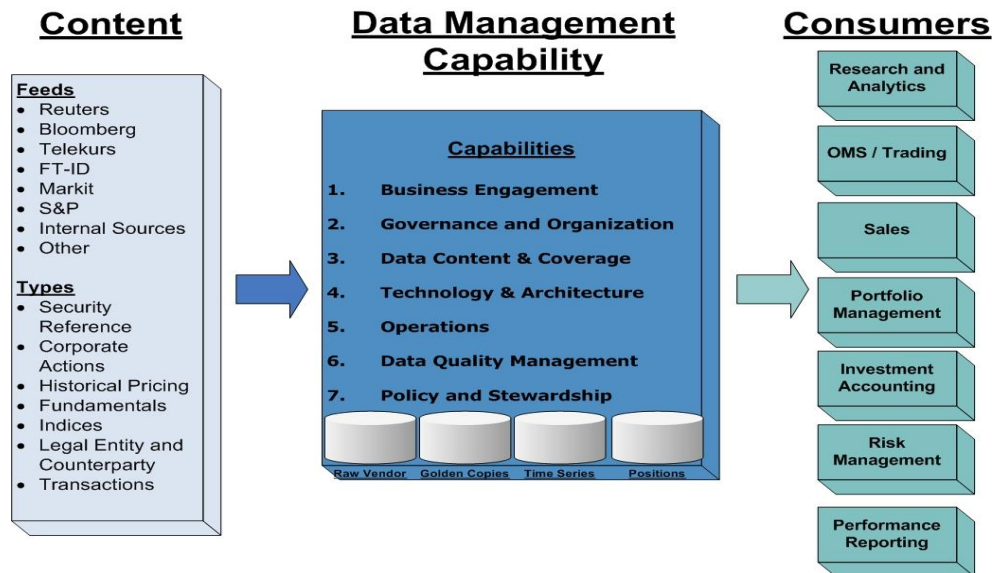 Content
Feeds
• Reuters
• Bloomberg
• Telekurs
• FT-ID
• Markit
• S&P
• Internal Sources
• Other
Types
• Security
Reference
• Corporate
Actions
• Historical Pricing
• Fundamentals
• Indices
• Legal Entity and
Counterparty
• Transactions
Data Management
Capability
Capabilities
1. Business Engagement
2. Governance and Organization
3. Data Content & Coverage
4. Technology & Architecture
5. Operations
6. Data Quality Management
7. Policy and Stewardship
Raw Vendor Golden Copies Time Series Positions
Consumers
Research and
Analytics
OMS / Trading
Sales
Portfolio
Management
Investment
Accounting
Risk
Management
Performance
Reporting